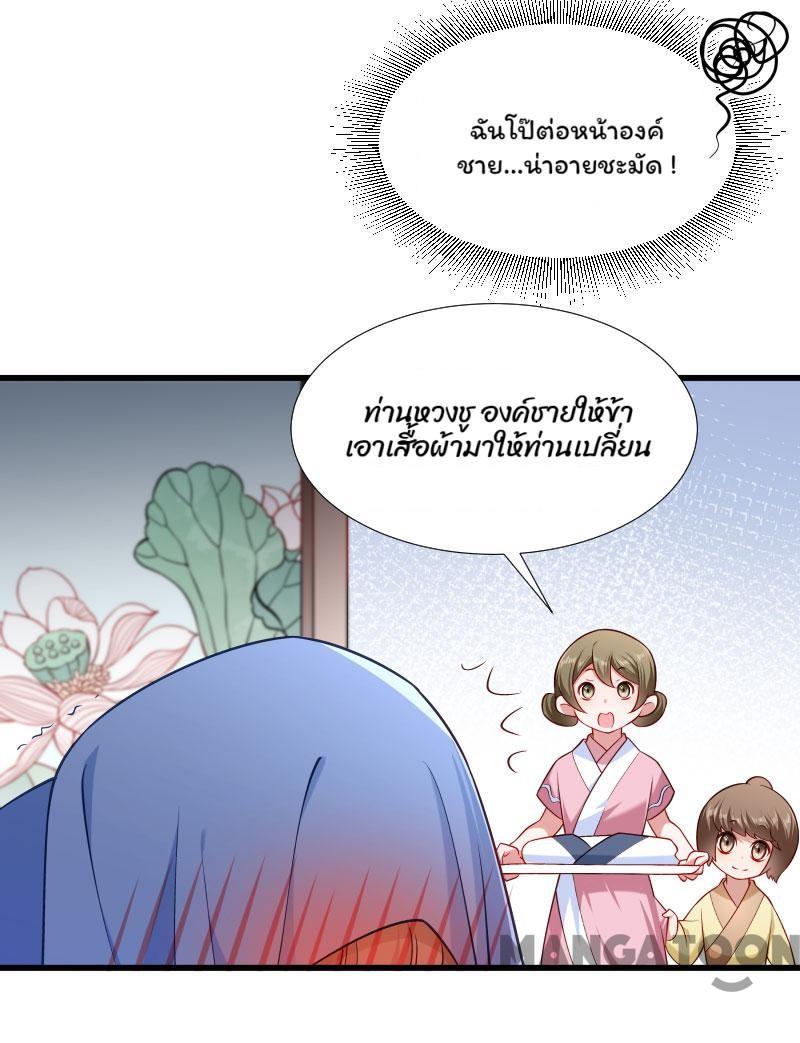 ฉันโป๊ต่อหน้าองค์
ชาย...น่าอายชะมัด !
ท่านหวงชู องค์ชายให้ข้า
เอาเสื้อผ้ามาให้ท่านเปลี่ยน
MANGATOON